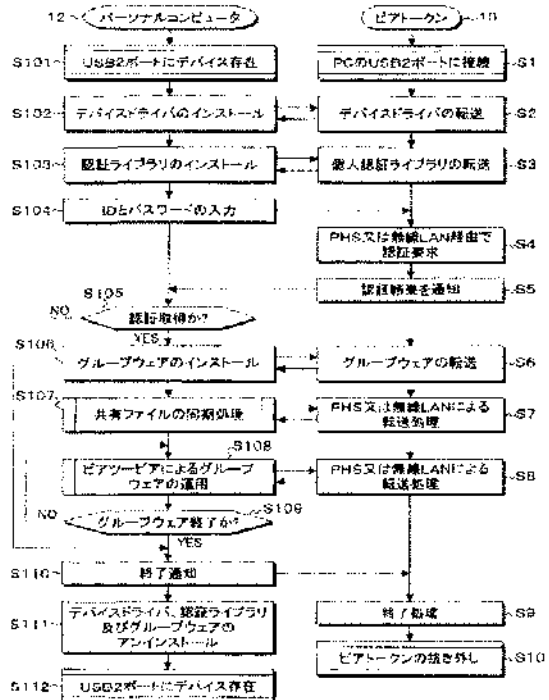 12 パーソナルコンピュータ
ピアトークン 10
S101 USB2ポートにデバイス存在
PCのUSB2ポートに接続 S1
S102 デバイスドライバのインストール
デバイスドライバの転送 S2
S103 認証ライブラリのインストール
個人認証ライブラリの転送 S3
S104 IDとパスワードの入力
PHS又は無線LAN経由で
認証要求 S4
認証結果を通知 S5
S105
NO 認証取得か?
YES
S106 グループウェアのインストール
グループウェアの転送 S6
S107
共有ファイルの同期処理
PHS又は無線LANによる
転送処理 S7
S108
ピアツーピアによるグループ
ウェアの運用
PHS又は無線LANによる
転送処理 S8
NO グループウェア終了か? S109
YES
S110 終了通知
S111 デバイスドライバ、認証ライブラリ
及びグループウェアの
アンインストール
終了処理 S9
ピアトークンの抜き外し S10
S112 USB2ポートにデバイス存在